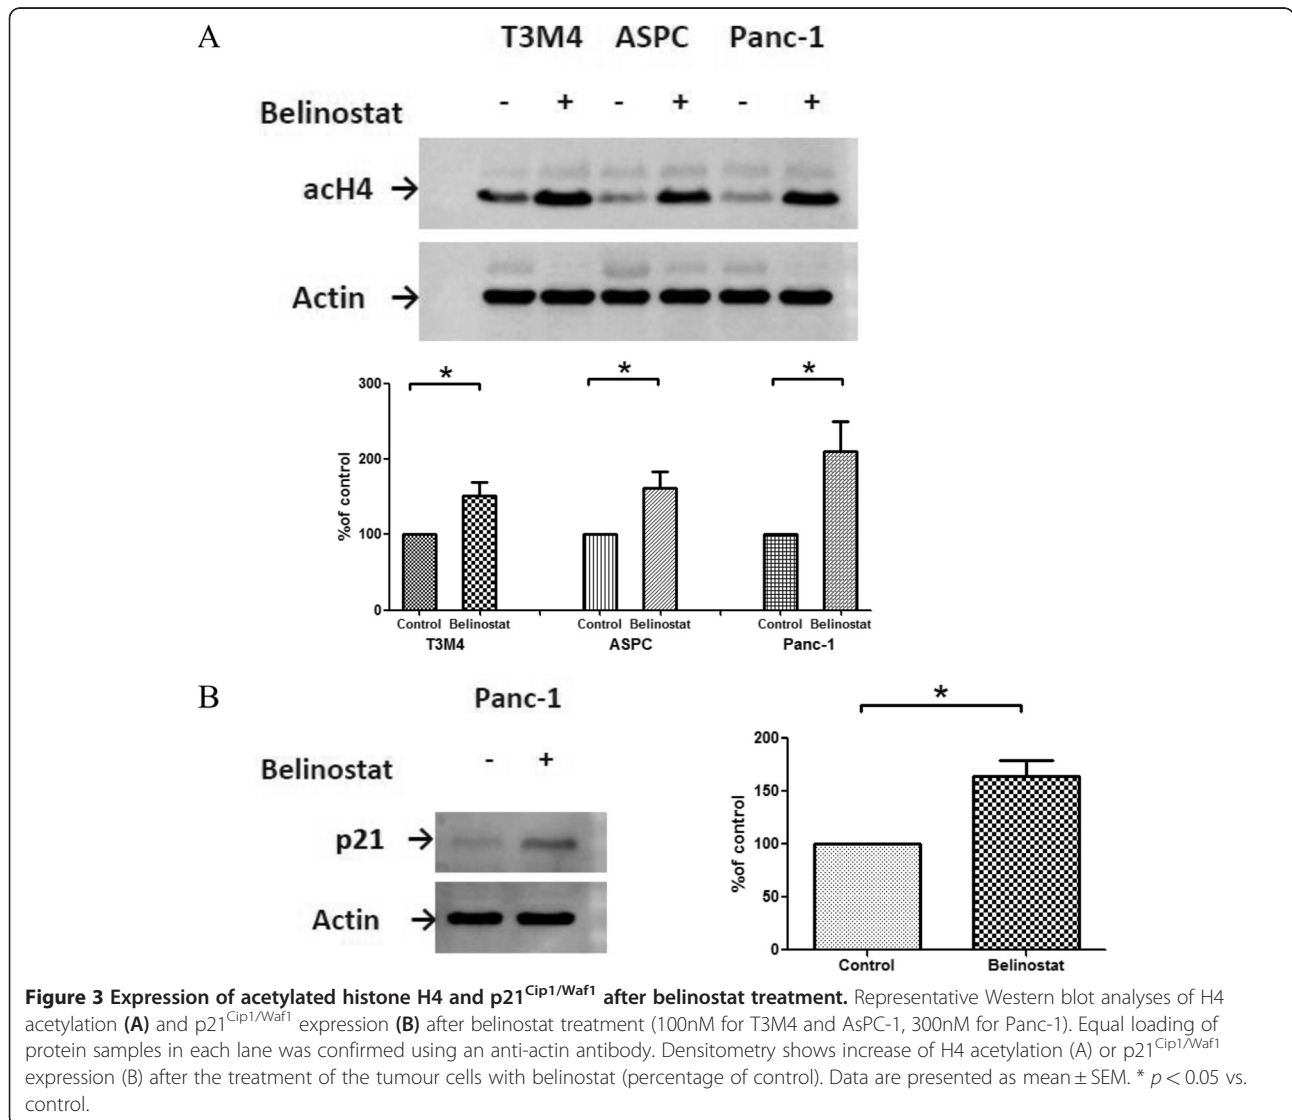 A
T3M4 ASPC Panc-1
Belinostat - + - + - +
acH4 →
Actin →
* * *
300
200
100
0
%of control
Control Belinostat Control Belinostat Control Belinostat
T3M4 ASPC Panc-1
B
Panc-1
Belinostat - +
p21 →
Actin →
*
200
150
100
50
0
%of control
Control Belinostat
Figure 3 Expression of acetylated histone H4 and p21Cip1/Waf1 after belinostat treatment. Representative Western blot analyses of H4
acetylation (A) and p21Cip1/Waf1 expression (B) after belinostat treatment (100nM for T3M4 and AsPC-1, 300nM for Panc-1). Equal loading of
protein samples in each lane was confirmed using an anti-actin antibody. Densitometry shows increase of H4 acetylation (A) or p21Cip1/Waf1
expression (B) after the treatment of the tumour cells with belinostat (percentage of control). Data are presented as mean ± SEM. * p < 0.05 vs.
control.